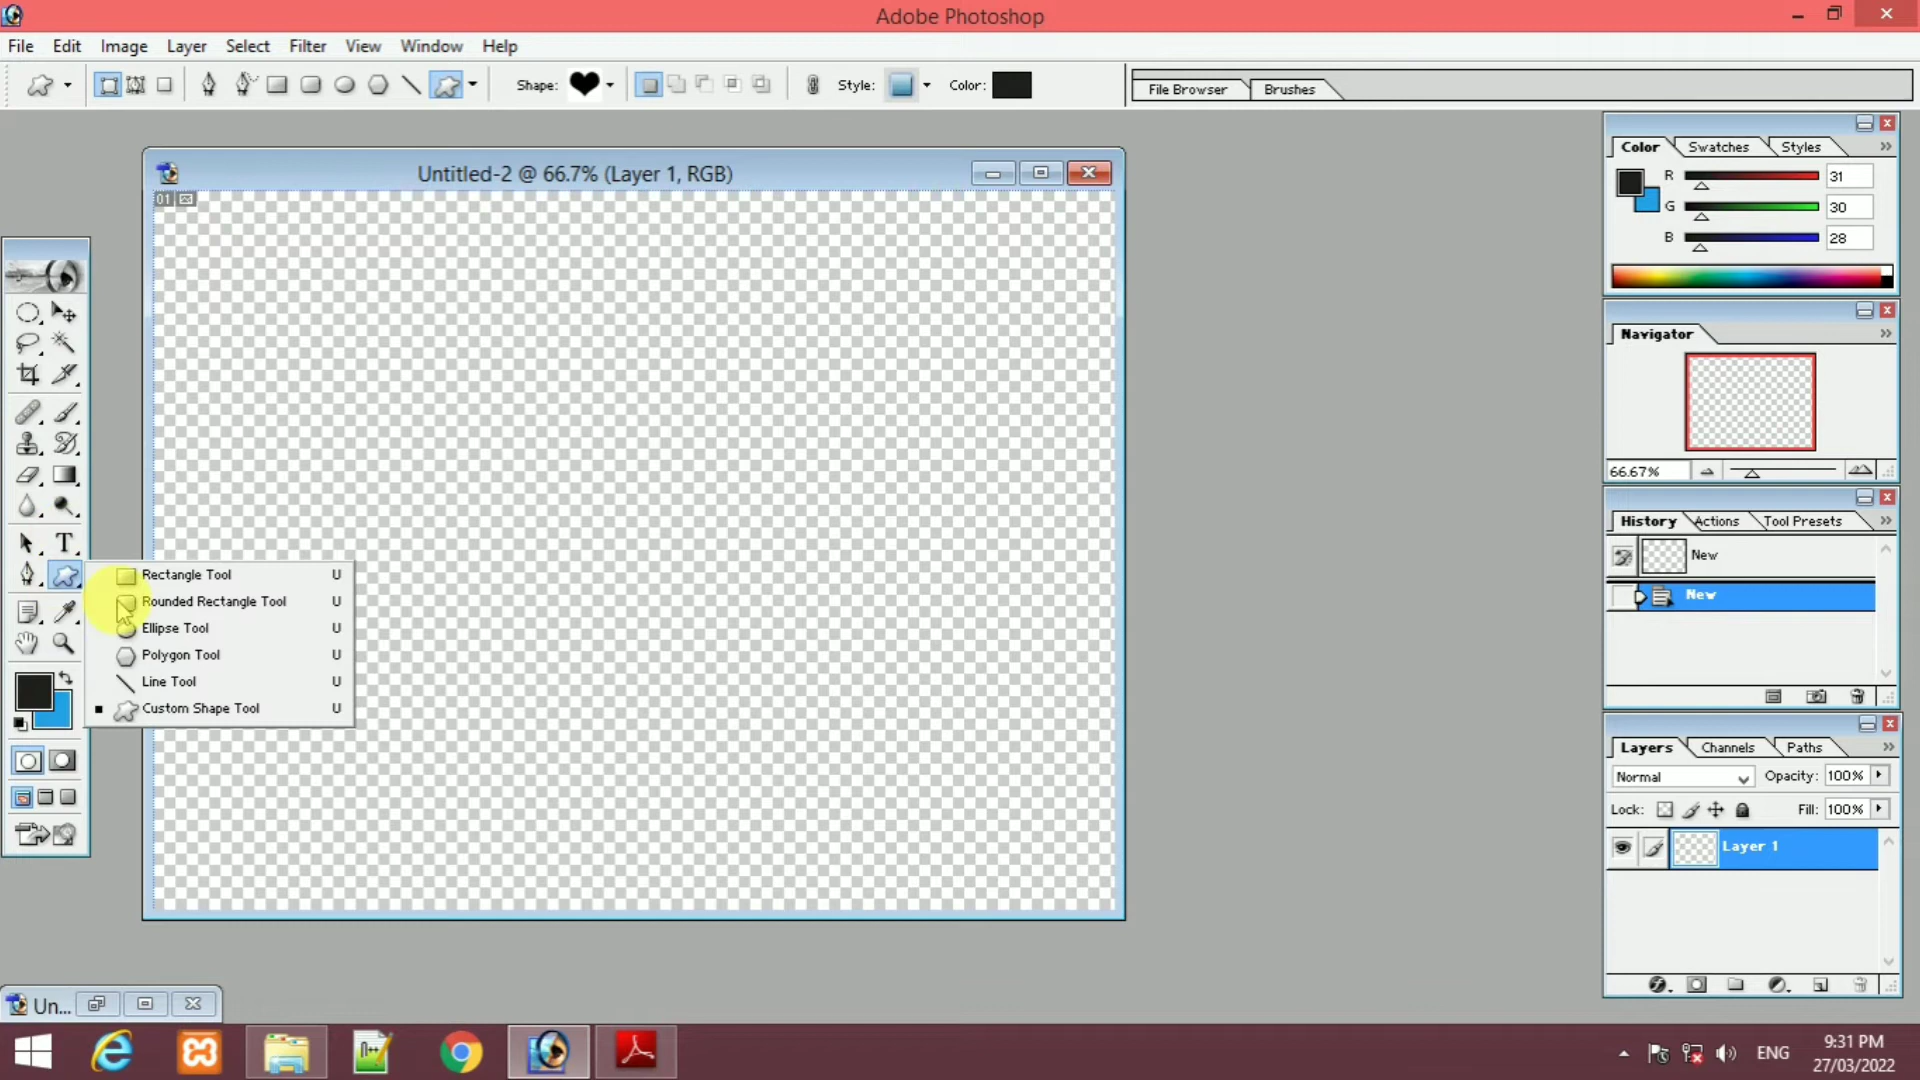 Adobe Photoshop
File Edit Image Layer Select Filter View Window Help
Shape: Style: Color: File Browser Brushes
Untitled-2 @ 66.7% (Layer 1, RGB)
01
Color Swatches Styles
R 31
G 30
B 28
Navigator
66.67%
History Actions Tool Presets
New
New
T
Rectangle Tool U
Rounded Rectangle Tool U
Ellipse Tool U
Polygon Tool U
Line Tool U
Custom Shape Tool U
Layers Channels Paths
Normal Opacity: 100%
Lock: Fill: 100%
Layer 1
Un...
ENG
9:31 PM
27/03/2022